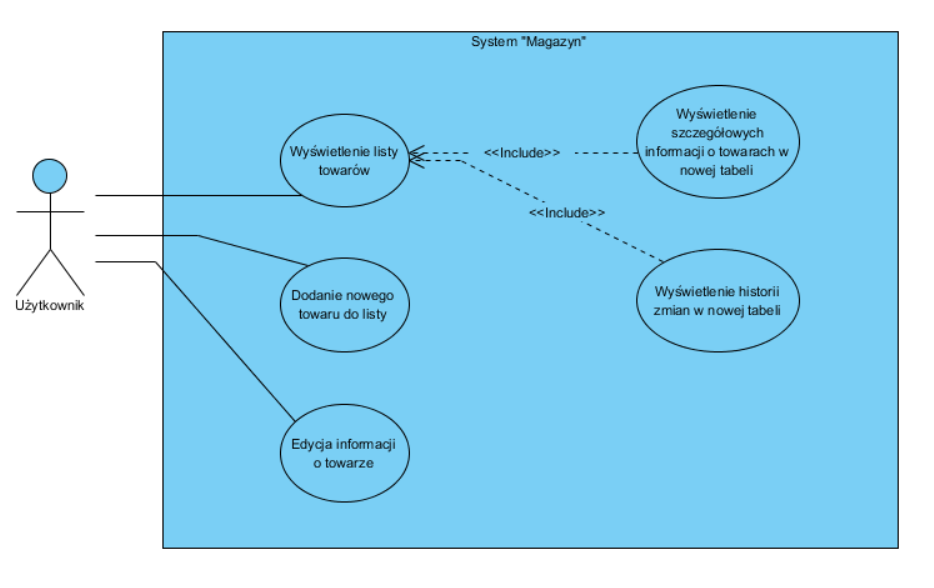 System "Magazyn"
Wyświetlenie
szczegółowych
informacji o towarach w
nowej tabeli
Wyświetlenie listy
towarów
<<Include>>
<<Include>>
Użytkownik
Dodanie nowego
towaru do listy
Wyświetlenie historii
zmian w nowej tabeli
Edycja informacji
o towarze